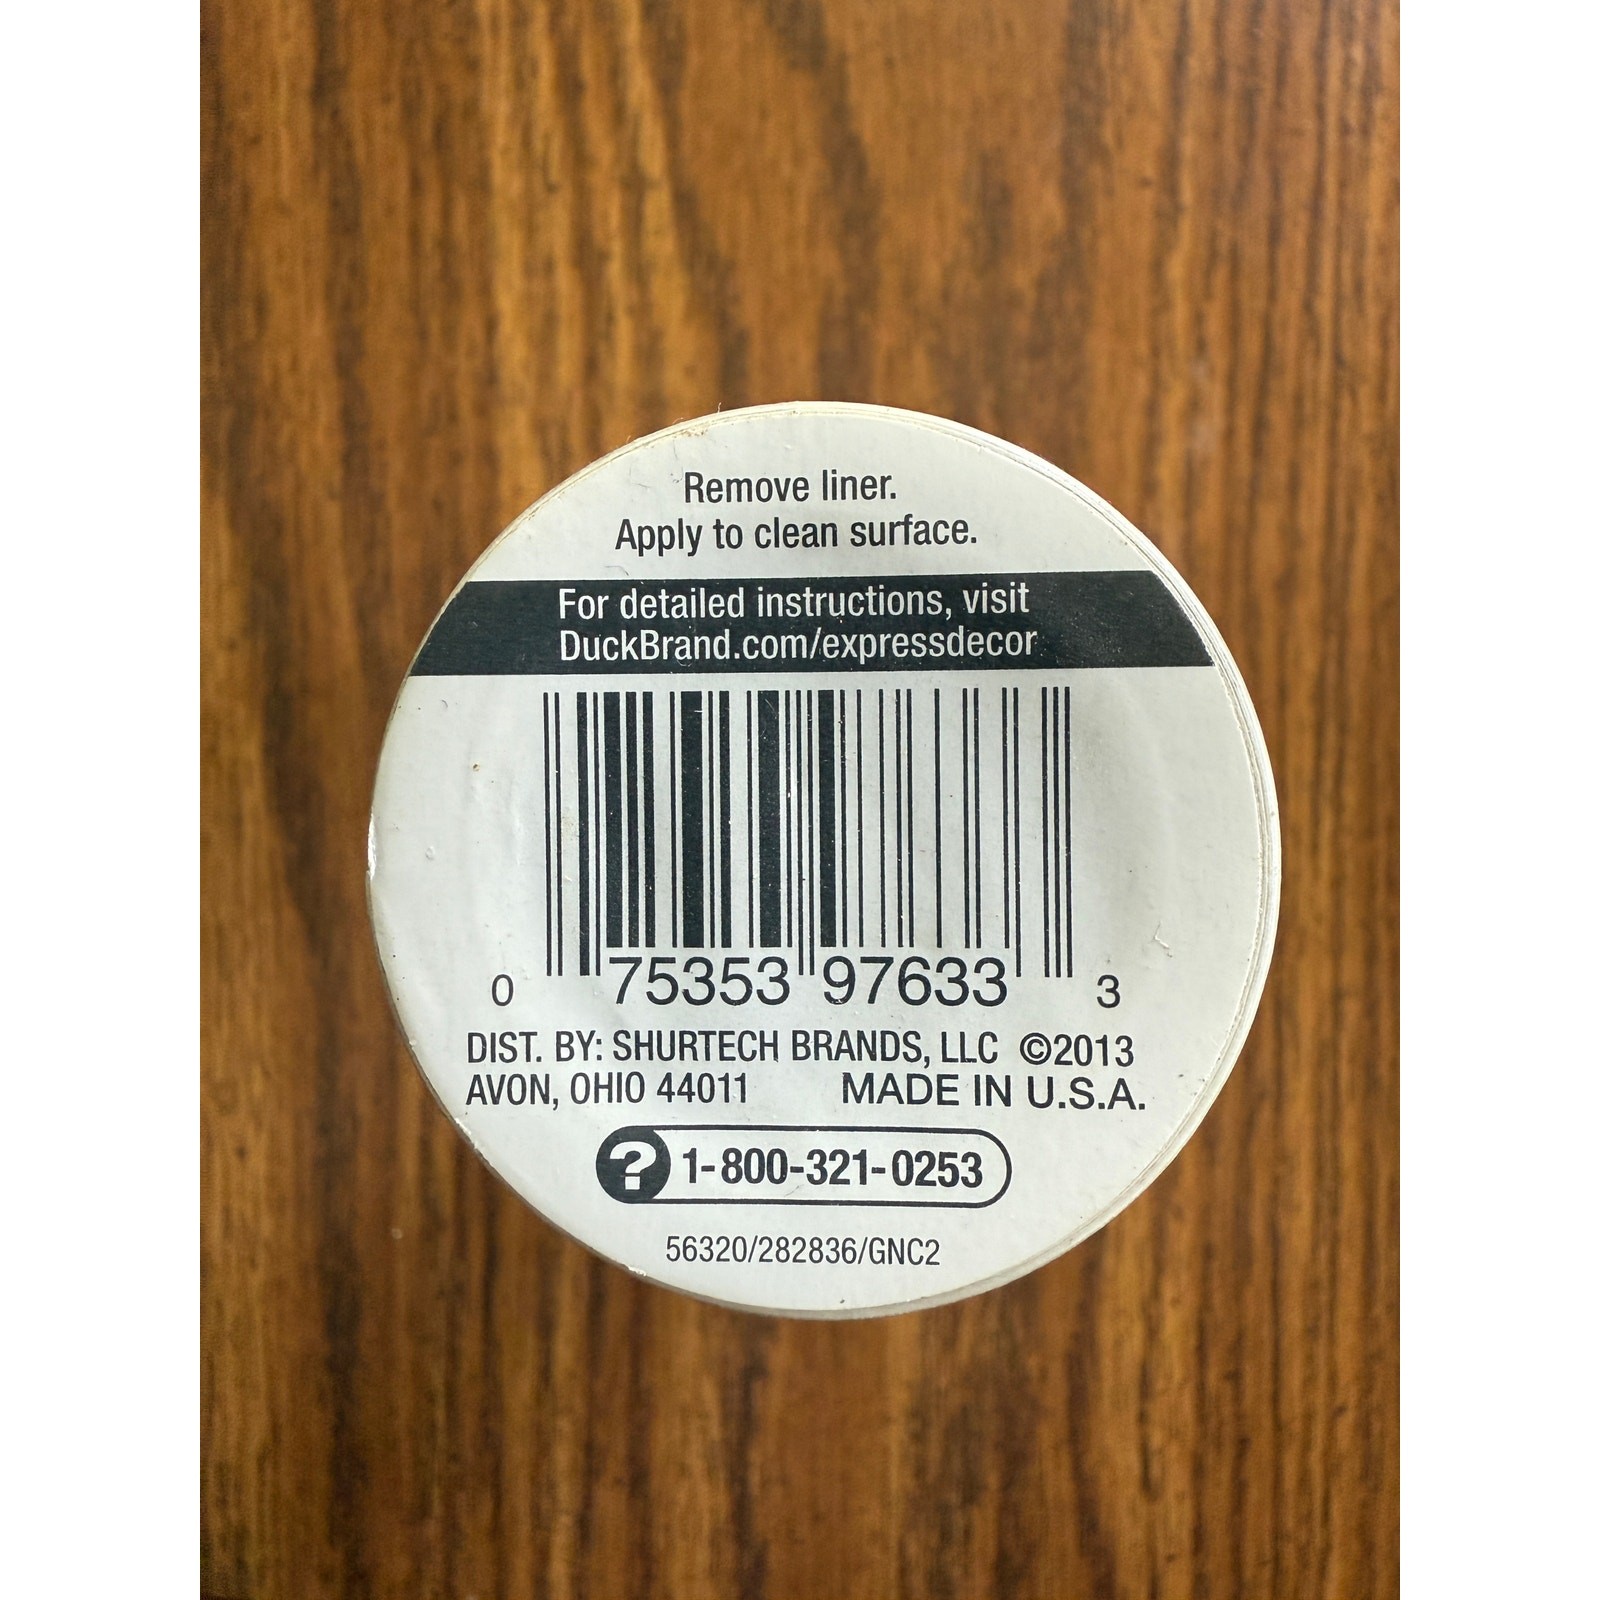 Remove liner.
Apply to clean surface.
For detailed instructions, visit
DuckBrand.com/expressdecor
0 75353 97633 3
DIST. BY: SHURTECH BRANDS, LLC ©2013
AVON, OHIO 44011 MADE IN U.S.A.
? 1-800-321-0253
56320/282836/GNC2